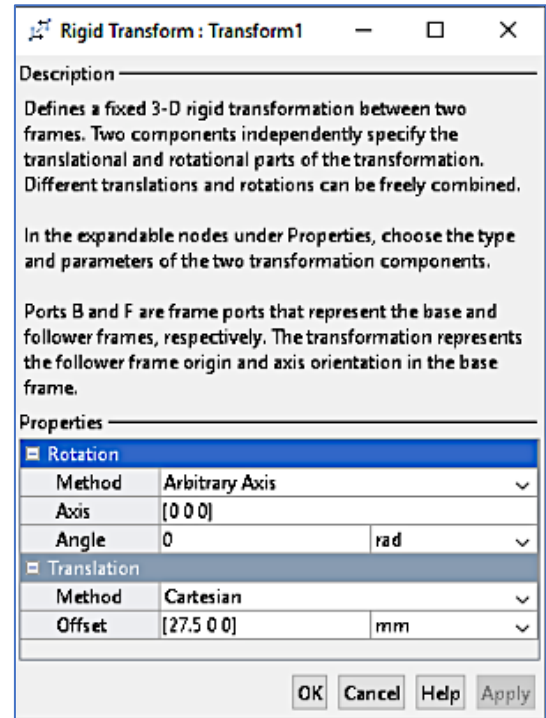 Rigid Transform : Transform1
Description
Defines a fixed 3-D rigid transformation between two
frames. Two components independently specify the
translational and rotational parts of the transformation.
Different translations and rotations can be freely combined.
In the expandable nodes under Properties, choose the type
and parameters of the two transformation components.
Ports B and F are frame ports that represent the base and
follower frames, respectively. The transformation represents
the follower frame origin and axis orientation in the base
frame.
Properties
Rotation
Method Arbitrary Axis
Axis [0 0 0]
Angle 0 rad
Translation
Method Cartesian
Offset [27.5 0 0] mm
OK Cancel Help Apply